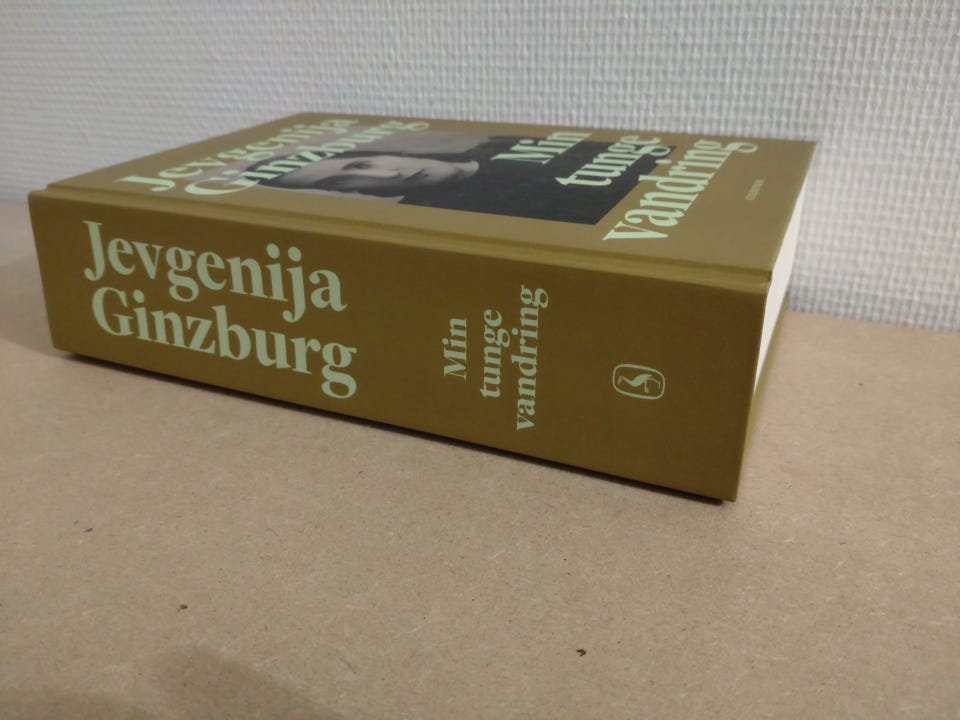 Jevgenija
Ginzburg
Min
tunge
vandring
Jevgenija
Ginzburg
Min
tunge
vandring